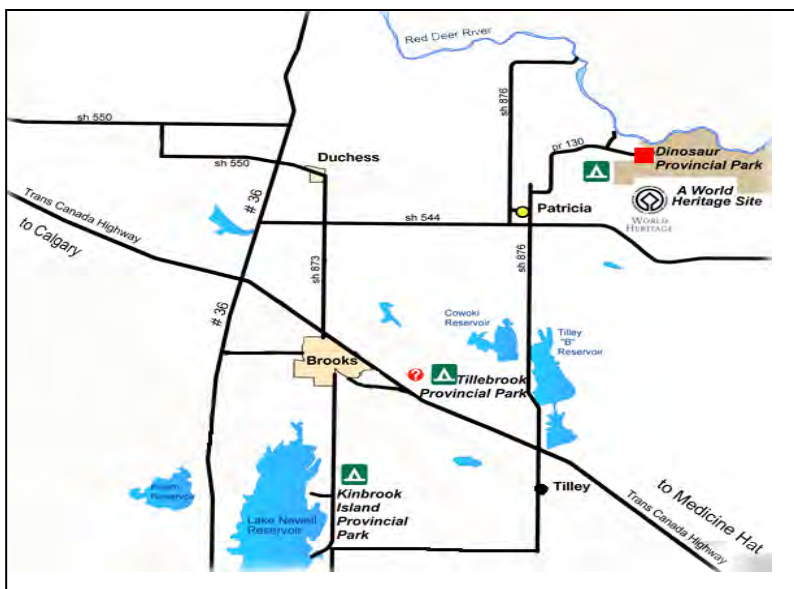 Red Deer River
sh 550
sh 876
pr 130
Dinosaur
Provincial Park
sh 550
Duchess
# 36
A World
Heritage Site
WORLD
HERITAGE
Patricia
Trans Canada Highway
to Calgary
sh 544
sh 873
sh 876
# 36
Cowoki
Reservoir
Tilley
"B"
Reservoir
Brooks
?
Tillebrook
Provincial Park
Kinbrook
Island
Provincial
Park
Reservoir
Lake Newell
Reservoir
Tilley
to Medicine Hat
Trans Canada Highway